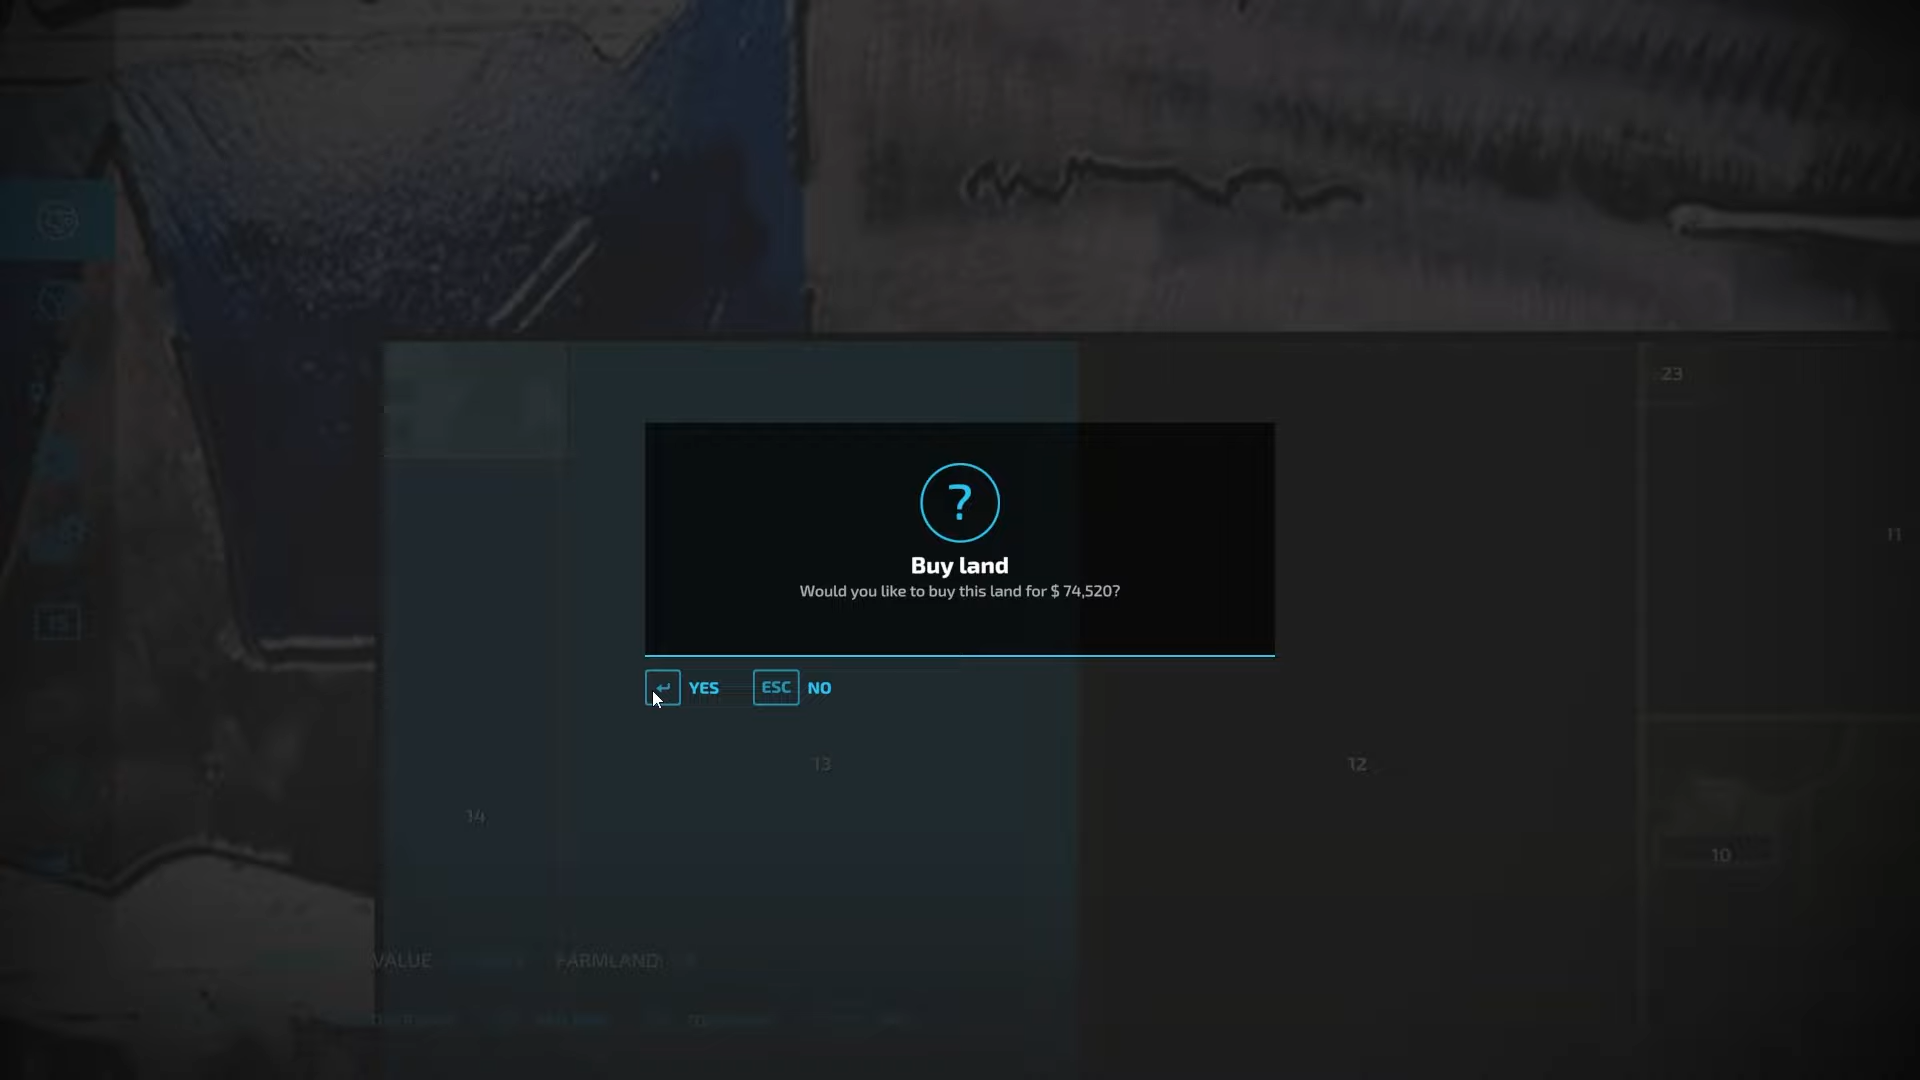 23
11
?
Buy land
Would you like to buy this land for $ 74,520?
YES ESC NO
13
12
14
10
VALUE FARMLAND: